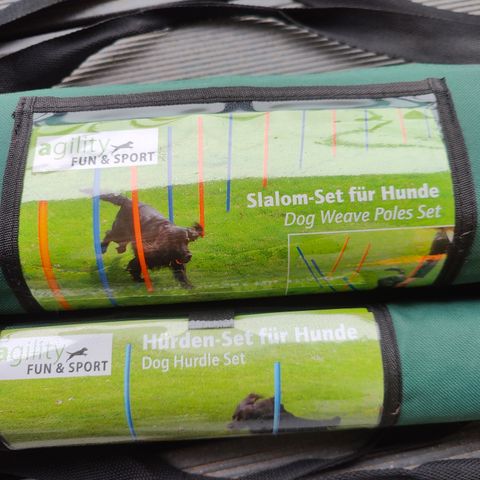 agility
FUN & SPORT
Slalom-Set für Hunde
Dog Weave Poles Set
agility
FUN & SPORT
Hürden-Set für Hunde
Dog Hurdle Set